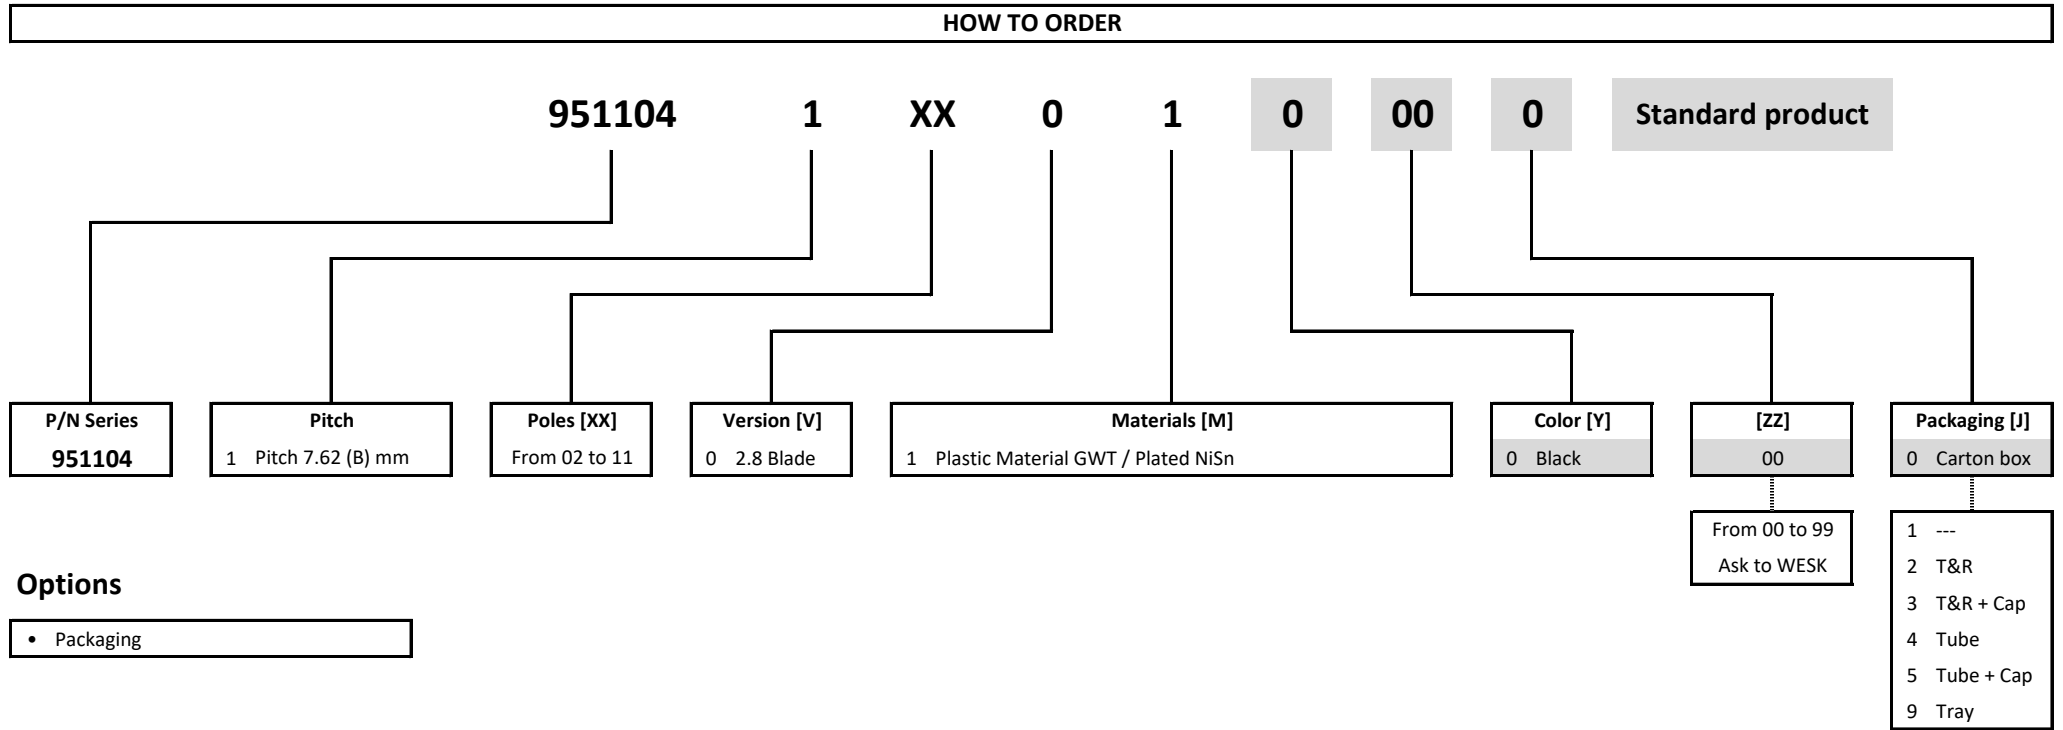 HOW TO ORDER
951104 1 XX 0 1 0 00 0 Standard product
P/N Series
951104
Pitch
1 Pitch 7.62 (B) mm
Poles [XX]
From 02 to 11
Version [V]
0 2.8 Blade
Materials [M]
1 Plastic Material GWT / Plated NiSn
Color [Y]
0 Black
[ZZ]
00
From 00 to 99
Ask to WESK
Packaging [J]
0 Carton box
1 ---
2 T&R
3 T&R + Cap
4 Tube
5 Tube + Cap
9 Tray
Options
• Packaging